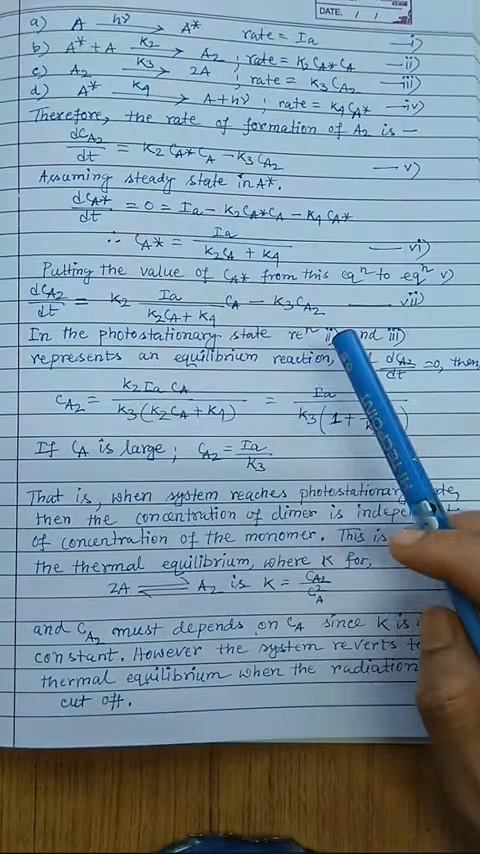 DATE. / /
a) A hν → A* rate = Ia — i)
b) A* + A K2 → A2 ; rate = K2 CA* CA — ii)
c) A2 K3 → 2A ; rate = K3 CA2 — iii)
d) A* K4 → A + hν ; rate = K4 CA* — iv)
Therefore, the rate of formation of A2 is —
dCA2/dt = K2 CA* CA - K3 CA2 — v)
Assuming steady state in A*.
dCA*/dt = 0 = Ia - K2 CA* CA - K4 CA*
∴ CA* = Ia / K2CA + K4 — vi)
Putting the value of CA* from this eqn to eqn v)
dCA2/dt = K2 Ia / K2CA + K4 CA - K3 CA2 — vii)
In the photostationary state ren ii) and iii)
represents an equilibrium reaction, dCA2/dt = 0, then
CA2 = K2 Ia CA / K3 (K2CA + K4) = Ia / K3 (1 +
If CA is large ; CA2 = Ia / K3
That is, when system reaches photostationary
then the concentration of dimer is
of concentration of the monomer. This is
the thermal equilibrium, where K for,
2A ⇌ A2 is K = CA2 / C²A
and CA2 must depends on CA since K is
constant. However the system reverts
thermal equilibrium when the radiation
cut off.